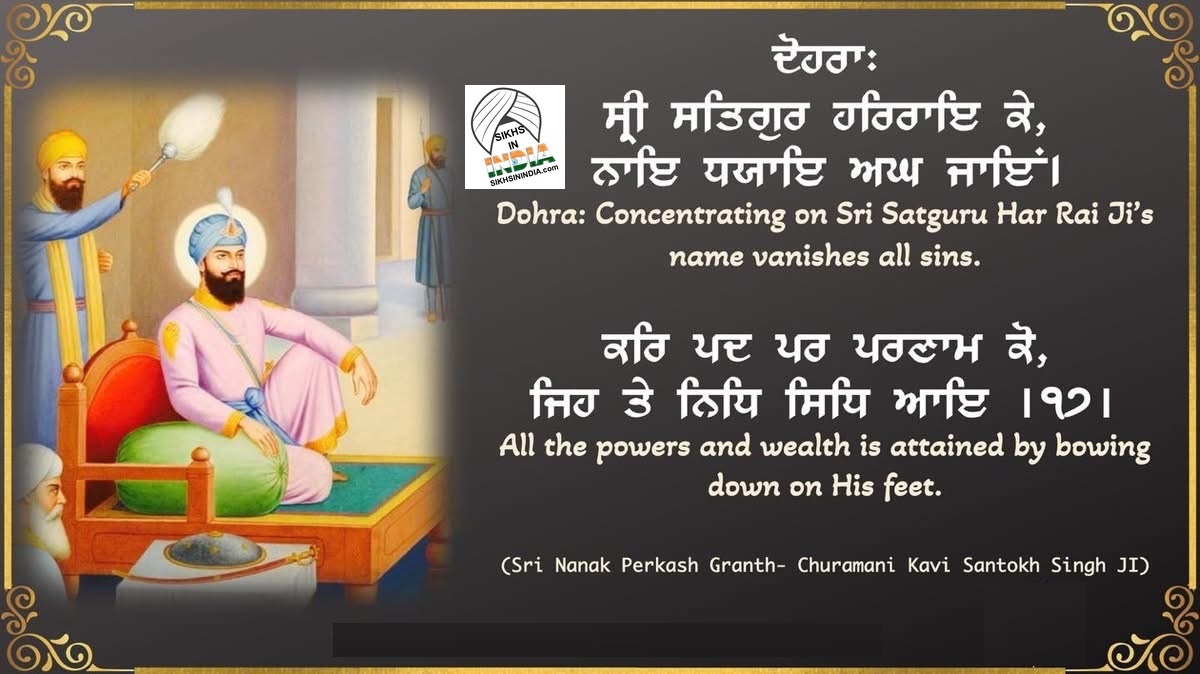 ਦੋਹਰਾਃ
ਸ੍ਰੀ ਸਤਿਗੁਰ ਹਰਿਰਾਇ ਕੇ,
ਨਾਇ ਧਯਾਇ ਅਘ ਜਾਇਂ।
Dohra: Concentrating on Sri Satguru Har Rai Ji’s
name vanishes all sins.
ਕਰਿ ਪਦ ਪਰ ਪਰਣਾਮ ਕੋ,
ਜਿਹ ਤੇ ਨਿਧਿ ਸਿਧਿ ਆਇ ।੧੭।
All the powers and wealth is attained by bowing
down on His feet.
(Sri Nanak Perkash Granth- Churamani Kavi Santokh Singh JI)
SIKHS
IN
INDIA
SIKHSININDIA.com